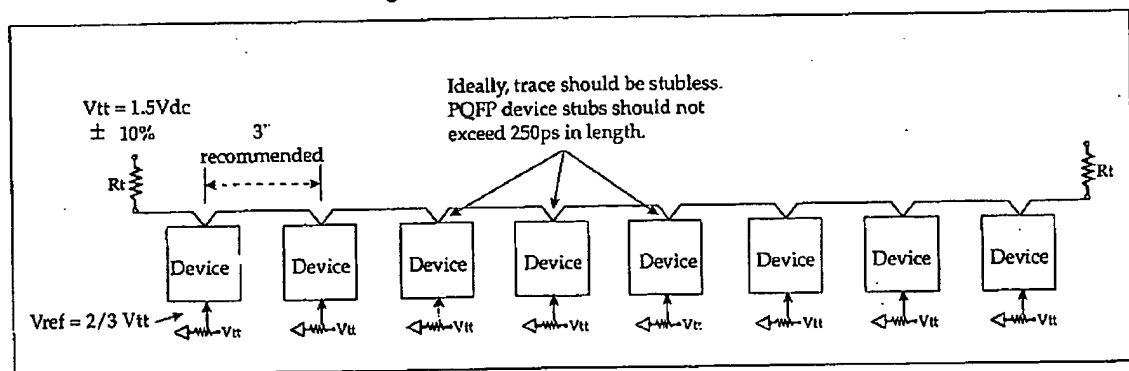 Ideally, trace should be stubless.
PQFP device stubs should not
exceed 250ps in length.
Vtt = 1.5Vdc
± 10%
3"
recommended
Rt
Rt
Device
Device
Device
Device
Device
Device
Device
Device
Vref = 2/3 Vtt
Vtt
Vtt
Vtt
Vtt
Vtt
Vtt
Vtt
Vtt